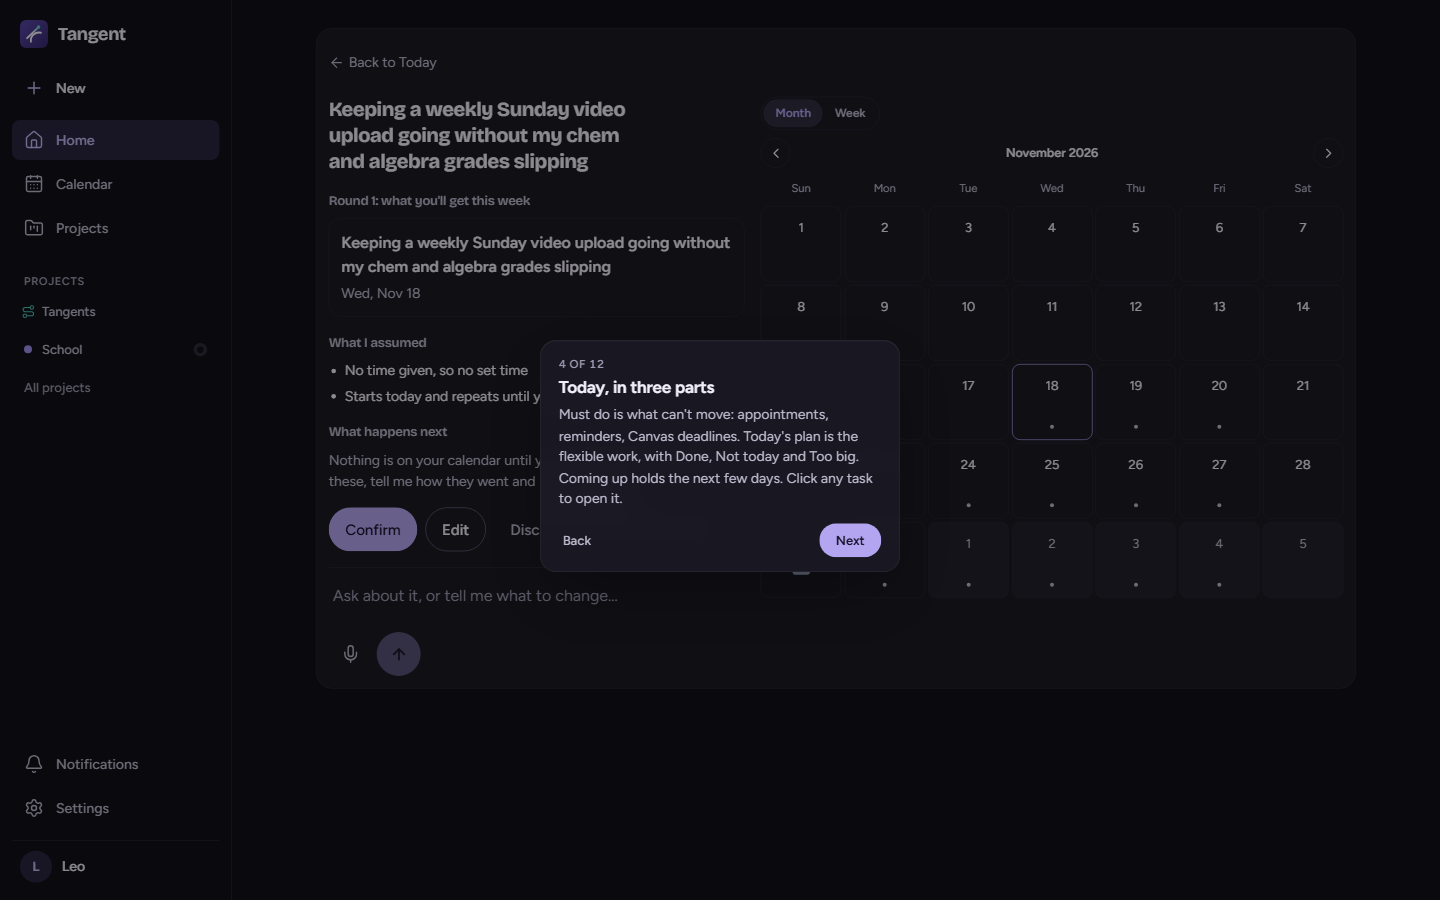 Tangent
New
Home
Calendar
Projects
PROJECTS
Tangents
School
All projects
Notifications
Settings
L
Leo
Back to Today
Keeping a weekly Sunday video
upload going without my chem
and algebra grades slipping
Round 1: what you'll get this week
Keeping a weekly Sunday video upload going without
my chem and algebra grades slipping
Wed, Nov 18
What I assumed
No time given, so no set time
Starts today and repeats until y
What happens next
Nothing is on your calendar until y
these, tell me how they went and
Confirm
Edit
Disc
Ask about it, or tell me what to change...
Month
Week
November 2026
Sun Mon Tue Wed Thu Fri Sat
1 2 3 4 5 6 7
8 9 10 11 12 13 14
17 18 19 20 21
24 25 26 27 28
1 2 3 4 5
4 OF 12
Today, in three parts
Must do is what can't move: appointments,
reminders, Canvas deadlines. Today's plan is the
flexible work, with Done, Not today and Too big.
Coming up holds the next few days. Click any task
to open it.
Back
Next